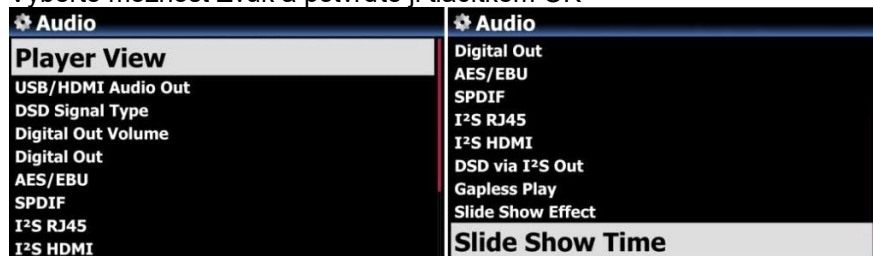 Vyberte možnost Zvuk a potvrďte ji tlačítkem OK
Audio
Player View
USB/HDMI Audio Out
DSD Signal Type
Digital Out Volume
Digital Out
AES/EBU
SPDIF
I²S RJ45
I²S HDMI
Audio
Digital Out
AES/EBU
SPDIF
I²S RJ45
I²S HDMI
DSD via I²S Out
Gapless Play
Slide Show Effect
Slide Show Time